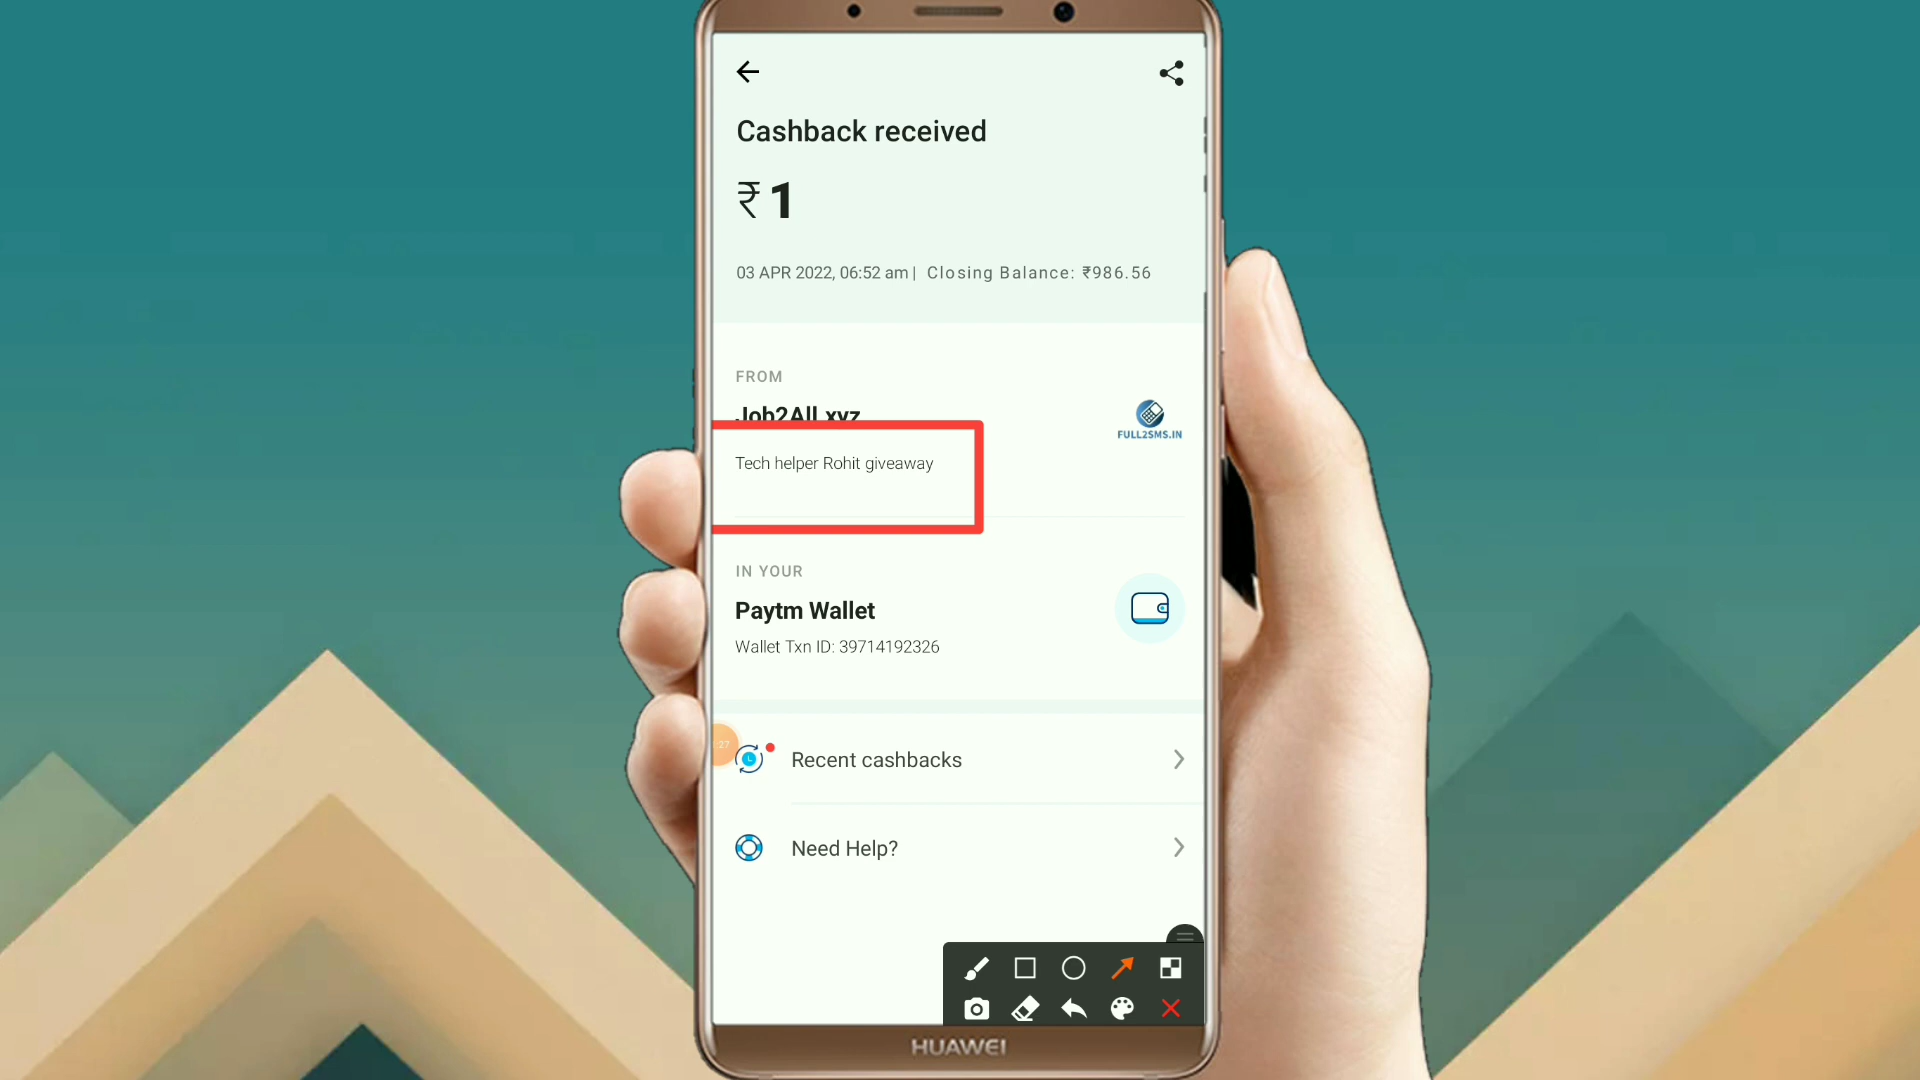 Cashback received
₹1
03 APR 2022, 06:52 am | Closing Balance: ₹986.56
FROM
Job2All.xyz
FULL2SMS.IN
Tech helper Rohit giveaway
IN YOUR
Paytm Wallet
Wallet Txn ID: 39714192326
Recent cashbacks
Need Help?
HUAWEI